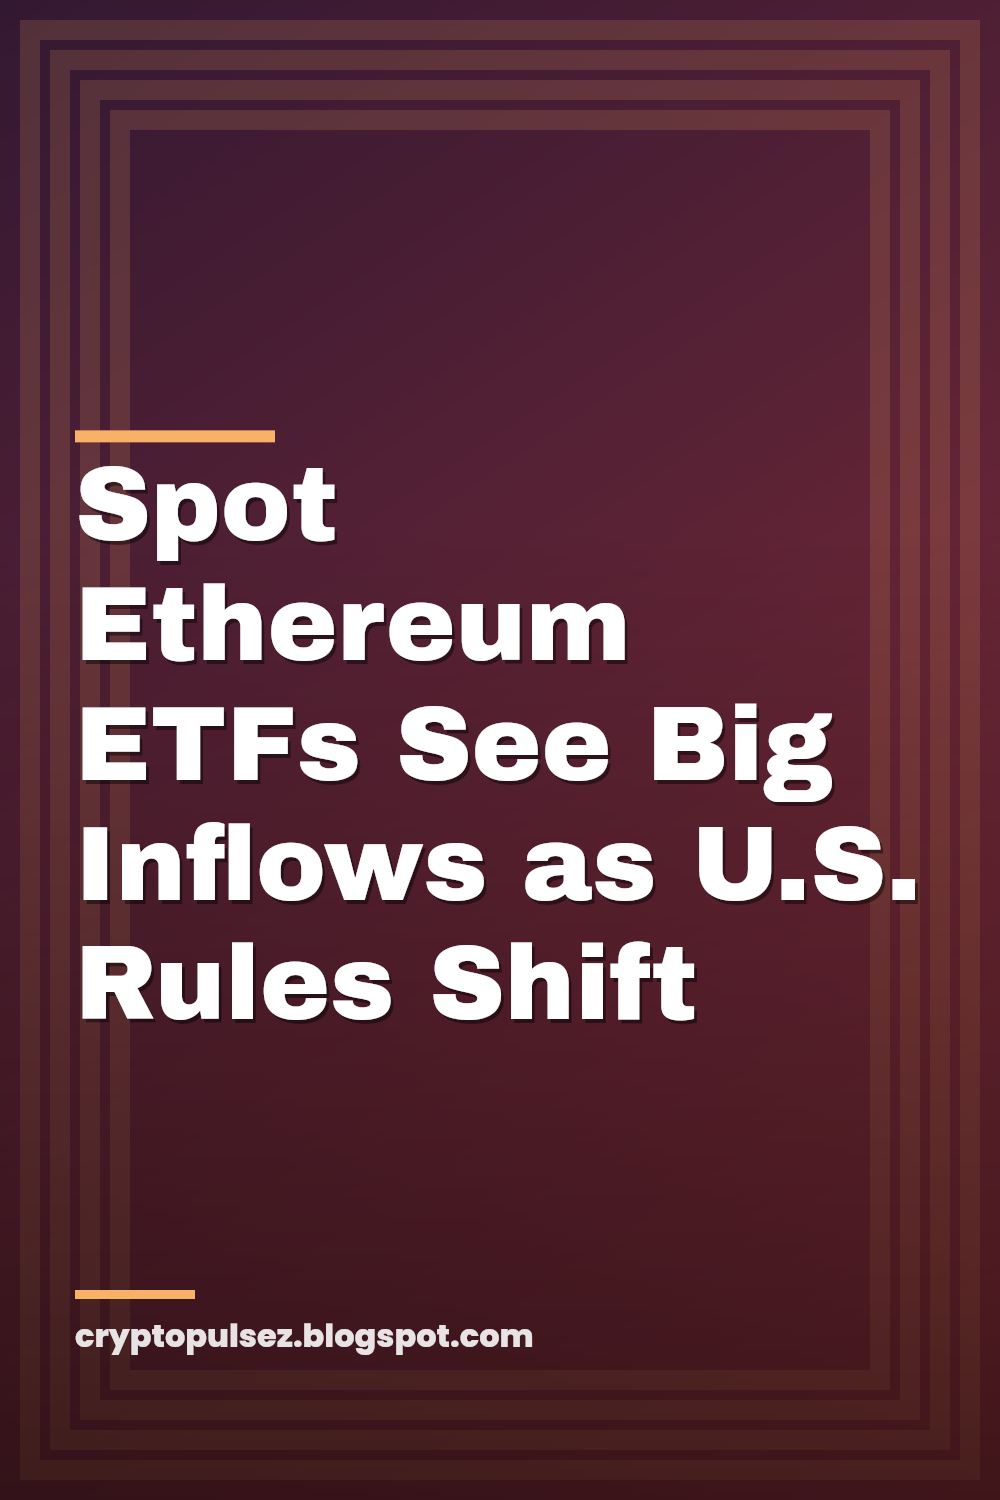 Spot
Ethereum
ETFs See Big
Inflows as U.S.
Rules Shift
cryptopulsez.blogspot.com